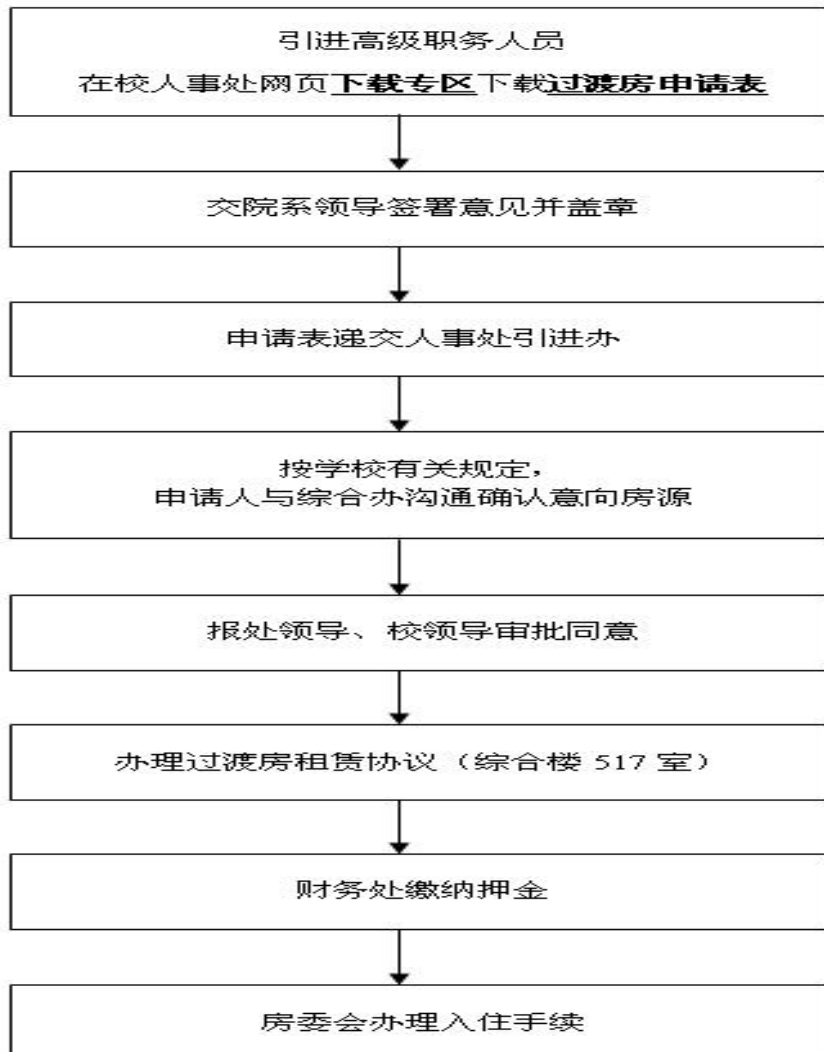 引进高级职务人员
在校人事处网页下载专区下载过渡房申请表
交院系领导签署意见并盖章
申请表递交人事处引进办
按学校有关规定，
申请人与综合办沟通确认意向房源
报处领导、校领导审批同意
办理过渡房租赁协议（综合楼 517 室）
财务处缴纳押金
房委会办理入住手续